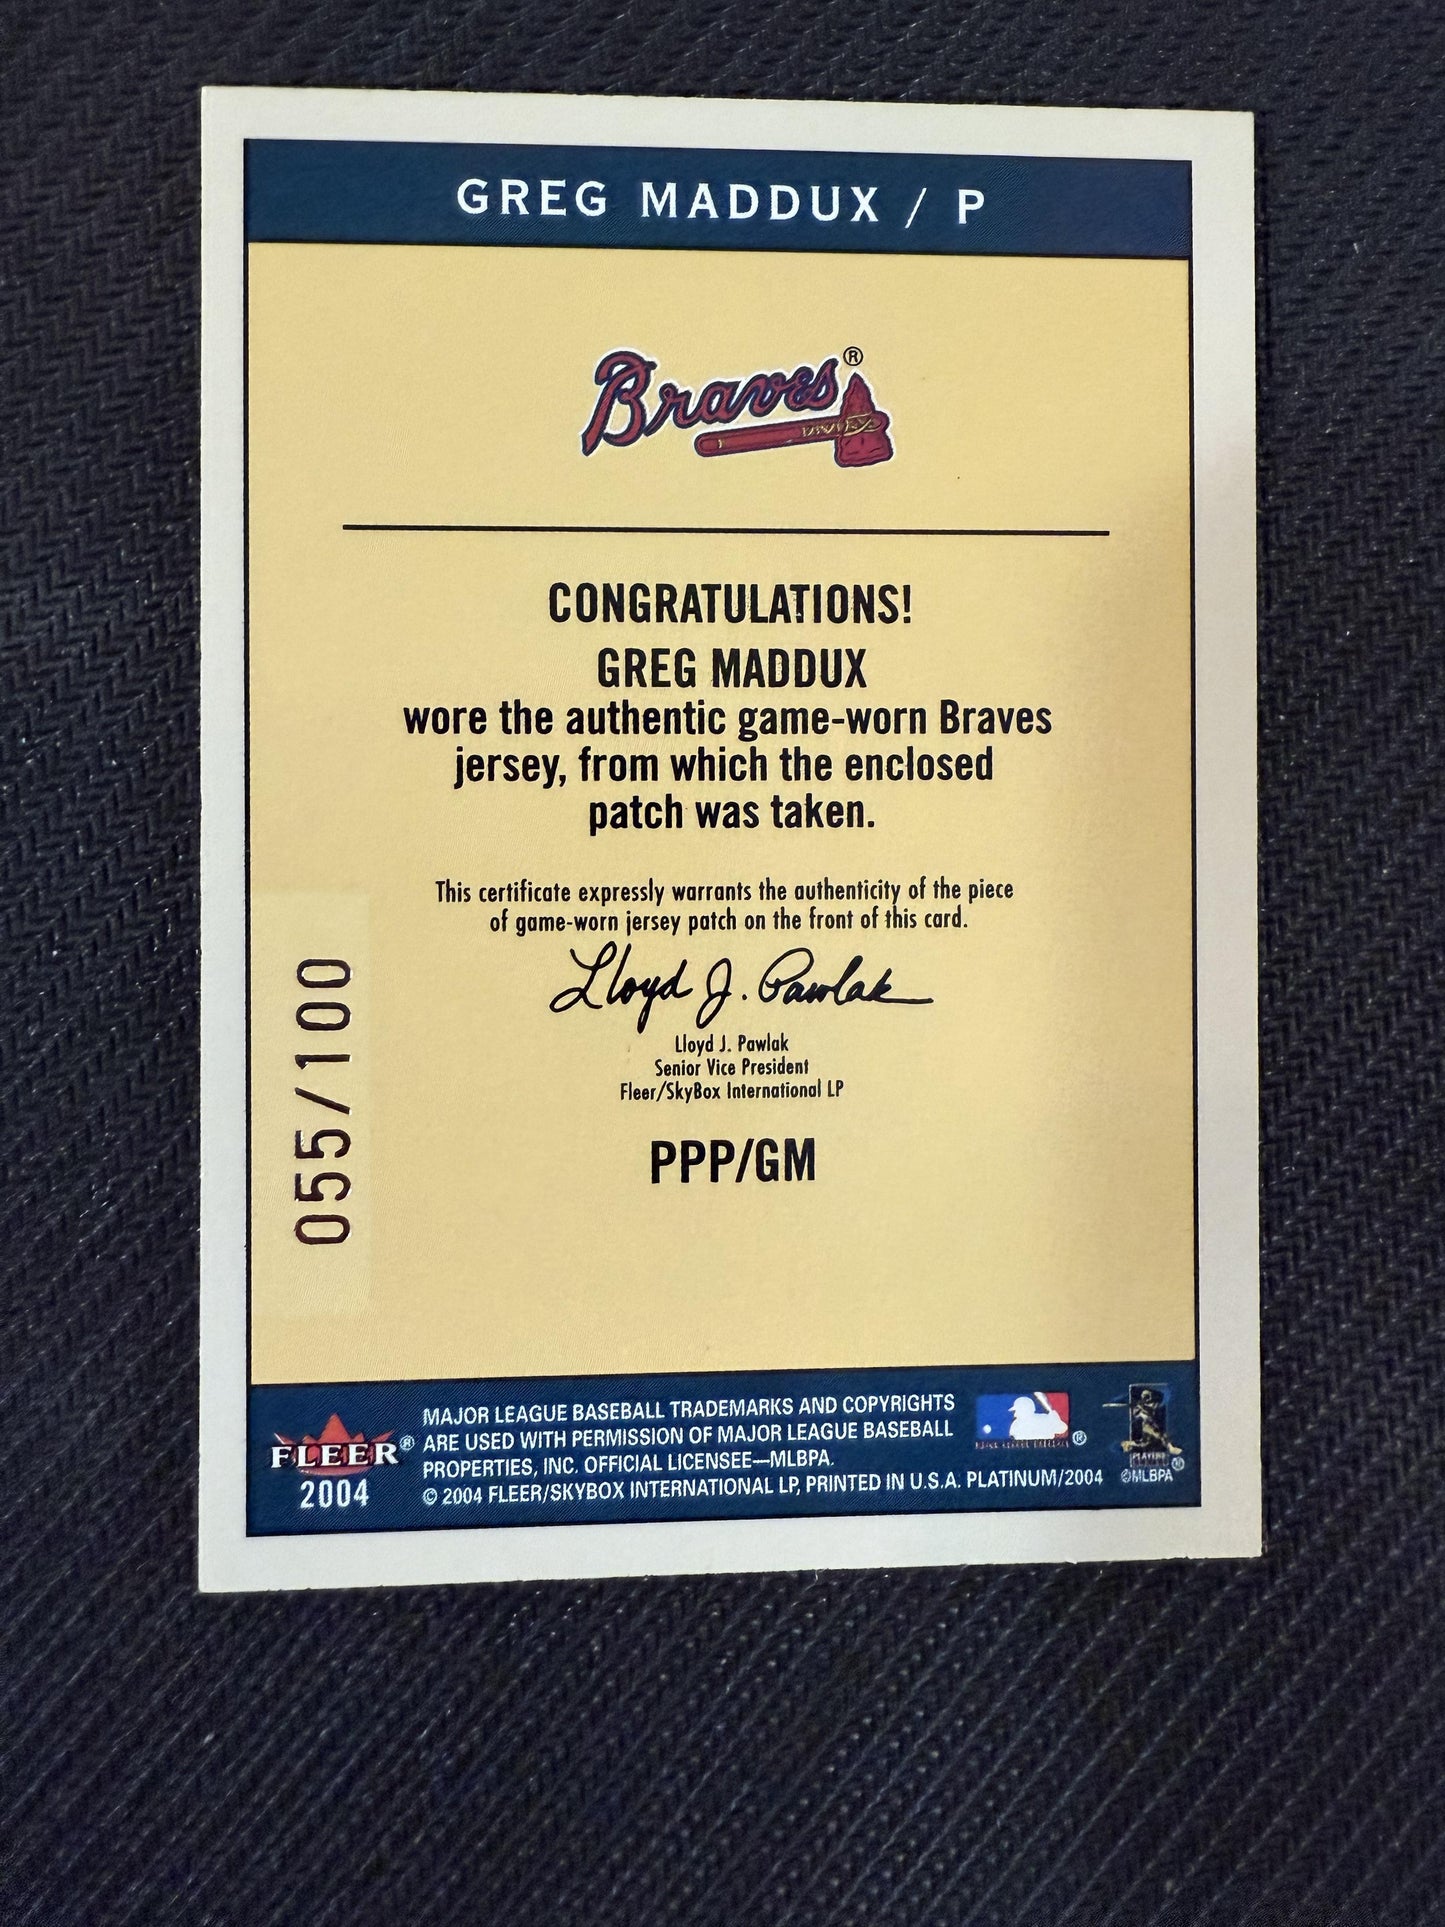 GREG MADDUX / P
Braves®
CONGRATULATIONS!
GREG MADDUX
wore the authentic game-worn Braves
jersey, from which the enclosed
patch was taken.
This certificate expressly warrants the authenticity of the piece
of game-worn jersey patch on the front of this card.
Lloyd J. Pawlak
Lloyd J. Pawlak
Senior Vice President
Fleer/SkyBox International LP
055/100
PPP/GM
FLEER®
2004
MAJOR LEAGUE BASEBALL TRADEMARKS AND COPYRIGHTS
ARE USED WITH PERMISSION OF MAJOR LEAGUE BASEBALL
PROPERTIES, INC. OFFICIAL LICENSEE—MLBPA.
© 2004 FLEER/SKYBOX INTERNATIONAL LP, PRINTED IN U.S.A. PLATINUM/2004
MAJOR LEAGUE BASEBALL ®
PLAYERS ®
©MLBPA